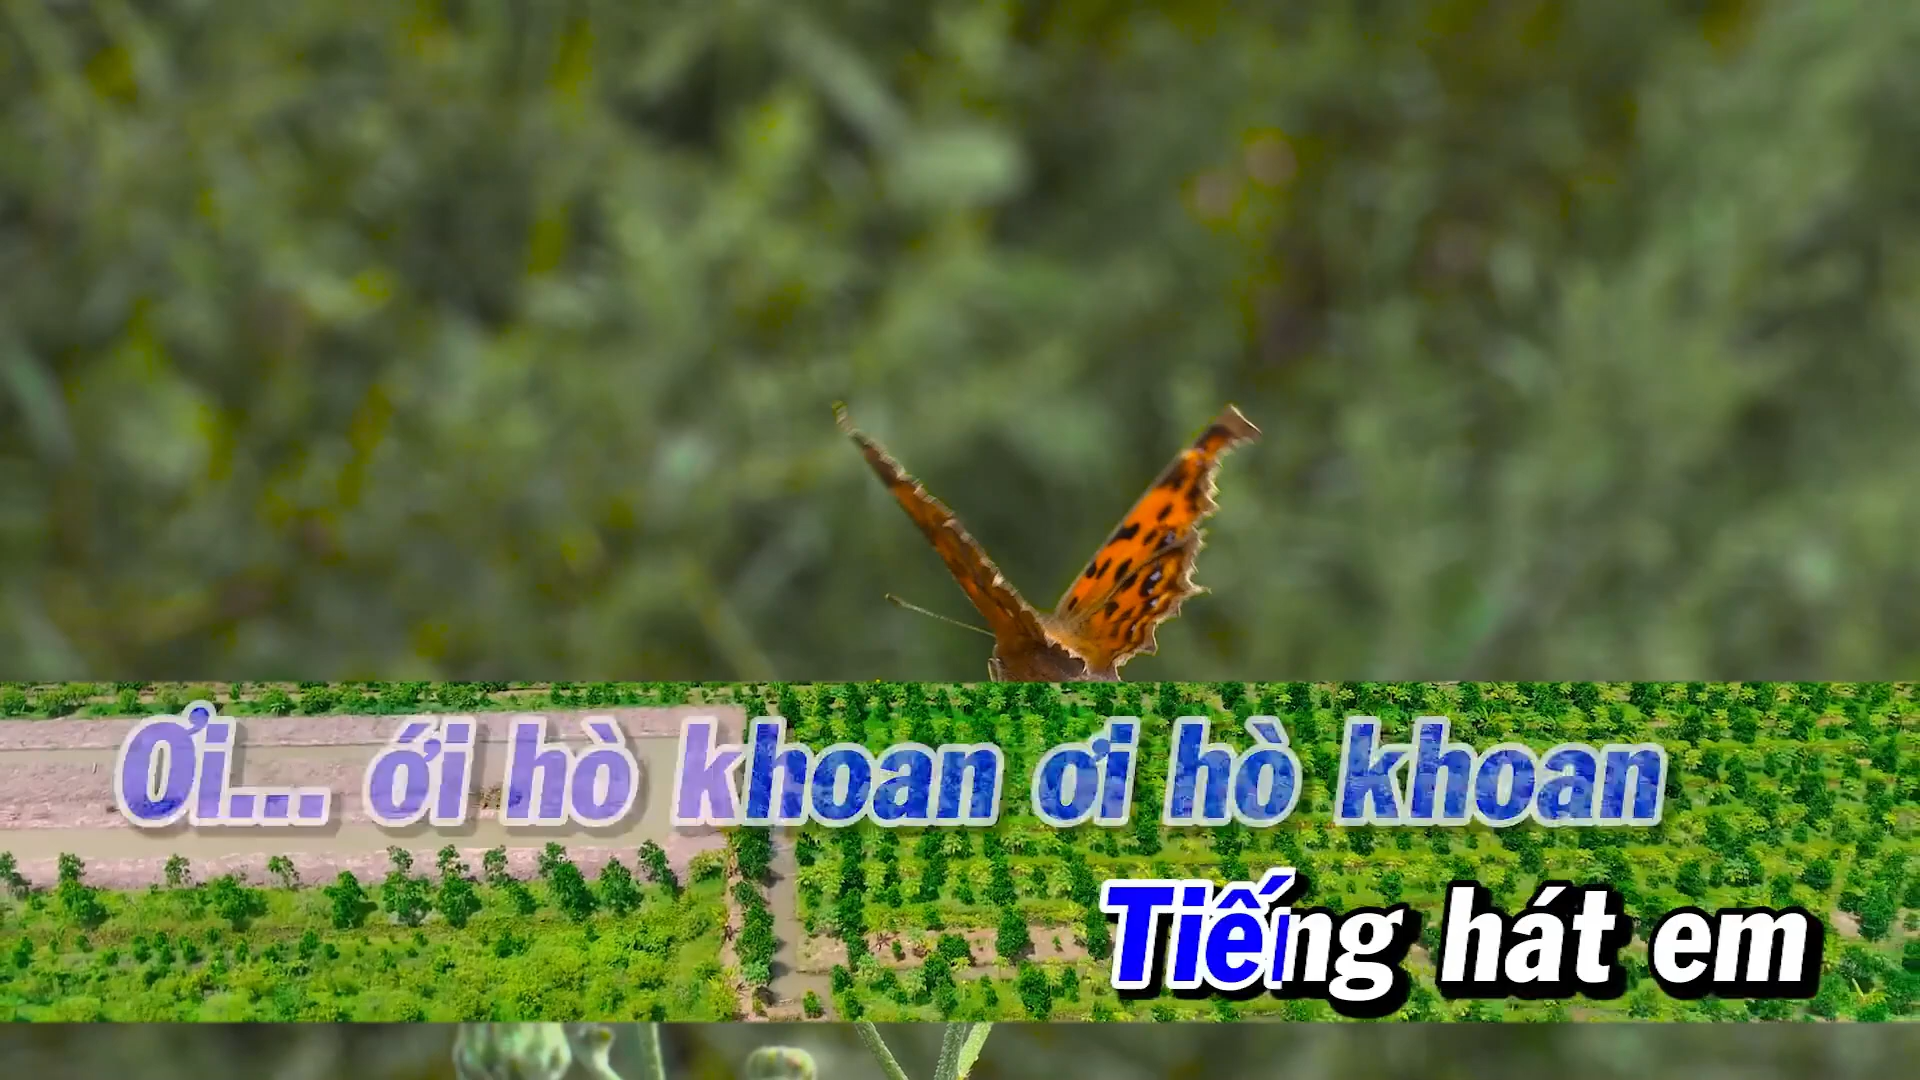 Ơi... ới hò khoan ơi hò khoan
Tiếng hát em